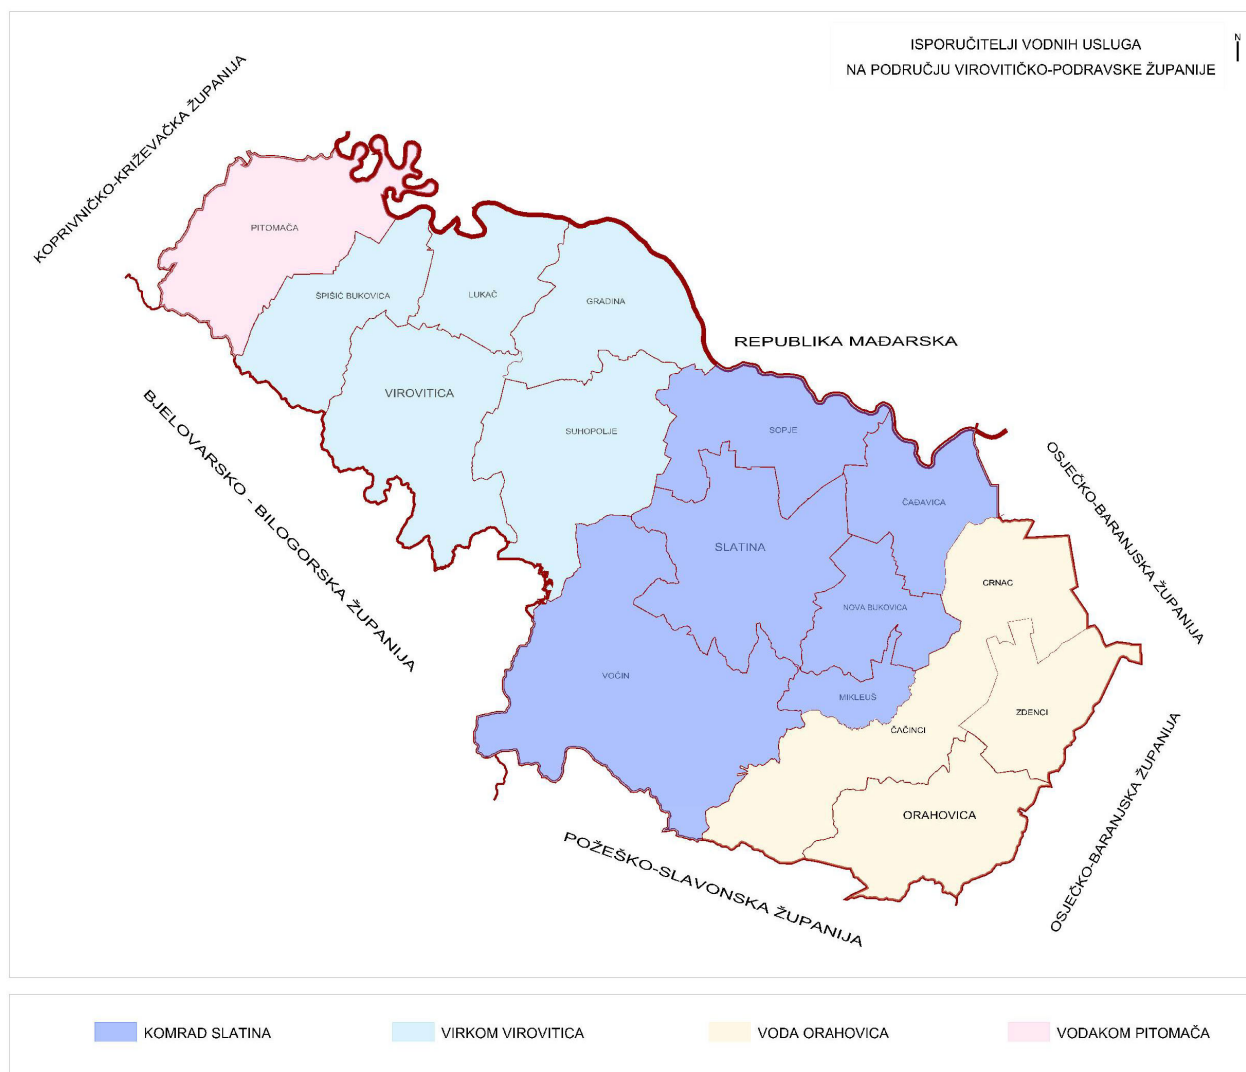 ISPORUČITELJI VODNIH USLUGA
NA PODRUČJU VIROVITIČKO-PODRAVSKE ŽUPANIJE
N
KOPRIVNIČKO-KRIŽEVAČKA ŽUPANIJA
PITOMAČA
ŠPIŠIĆ BUKOVICA
LUKAČ
GRADINA
REPUBLIKA MAĐARSKA
VIROVITICA
SUHOPOLJE
SOPJE
BJELOVARSKO - BILOGORSKA ŽUPANIJA
OSJEČKO-BARANJSKA ŽUPANIJA
ČAĐAVICA
SLATINA
CRNAC
NOVA BUKOVICA
VOĆIN
MIKLEUŠ
ZDENCI
ČAČINCI
ORAHOVICA
OSJEČKO-BARANJSKA ŽUPANIJA
POŽEŠKO-SLAVONSKA ŽUPANIJA
KOMRAD SLATINA
VIRKOM VIROVITICA
VODA ORAHOVICA
VODAKOM PITOMAČA